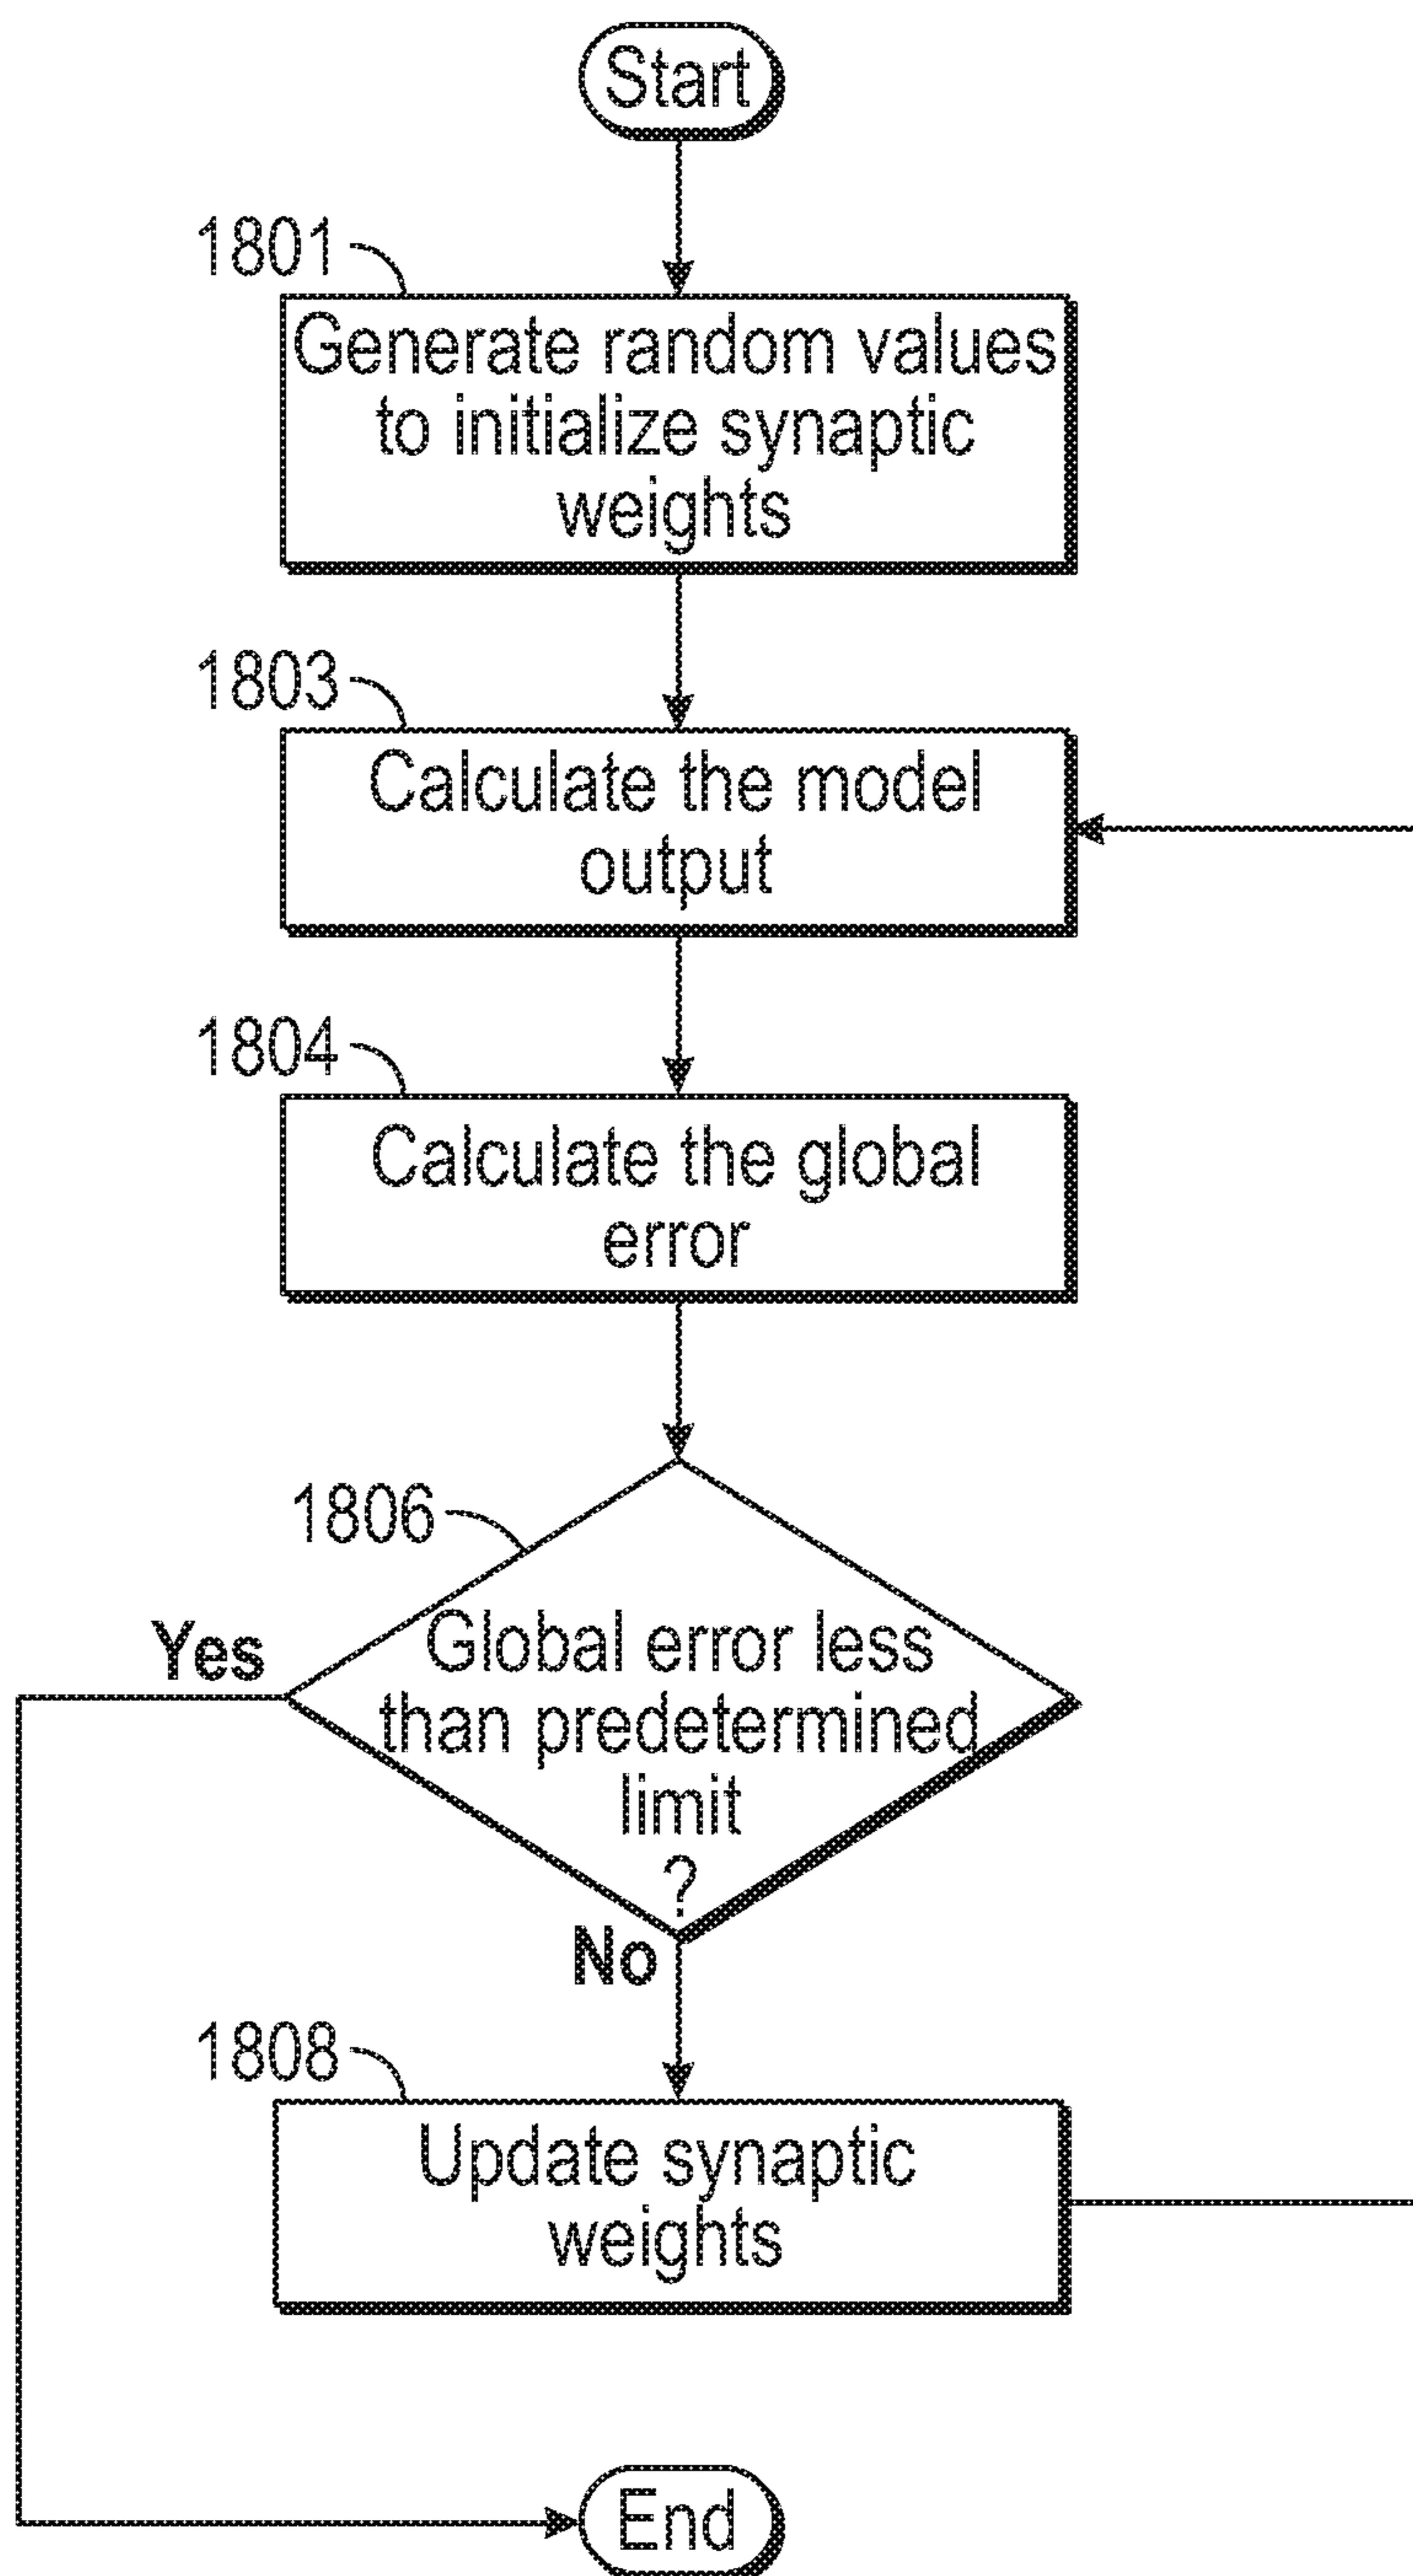 Start
1801
Generate random values
to initialize synaptic
weights
1803
Calculate the model
output
1804
Calculate the global
error
1806
Yes
Global error less
than predetermined
limit
?
No
1808
Update synaptic
weights
End